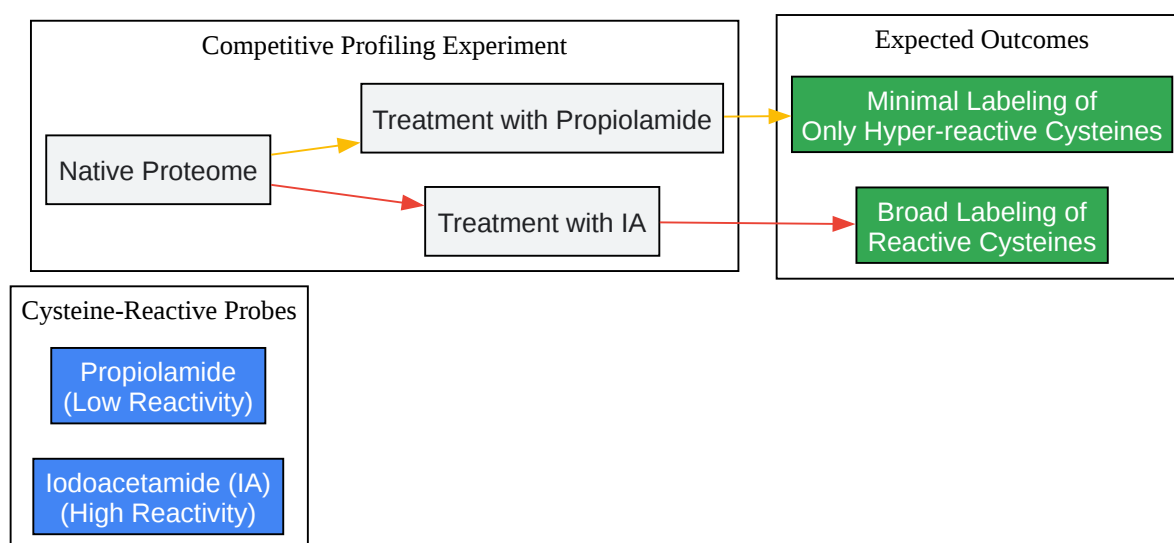 Competitive Profiling Experiment
Native Proteome
Treatment with Propiolamide
Treatment with IA
Expected Outcomes
Minimal Labeling of
Only Hyper-reactive Cysteines
Broad Labeling of
Reactive Cysteines
Cysteine-Reactive Probes
Propiolamide
(Low Reactivity)
Iodoacetamide (IA)
(High Reactivity)